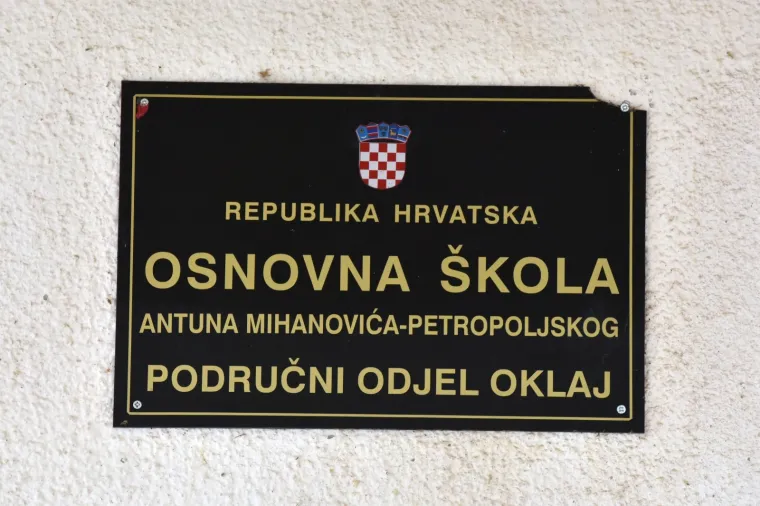 REPUBLIKA HRVATSKA
OSNOVNA ŠKOLA
ANTUNA MIHANOVIĆA-PETROPOLJSKOG
PODRUČNI ODJEL OKLAJ